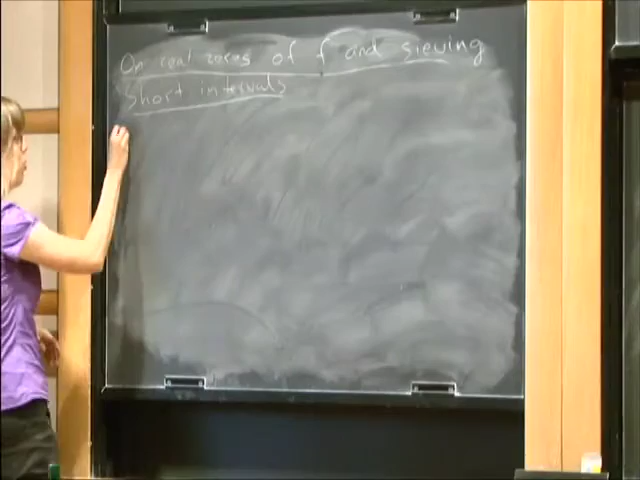 On real zeros of f and sieving
short intervals